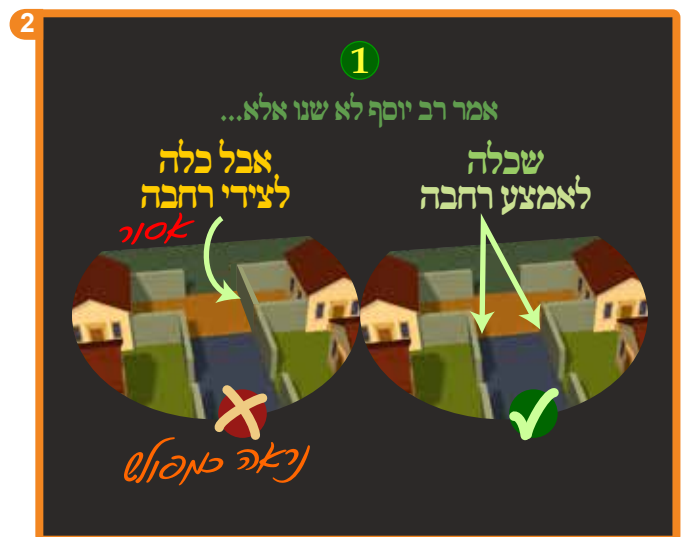 2
1
אמר רב יוסף לא שנו אלא...
שכלה
לאמצע רחבה
אבל כלה
לצידי רחבה
אסור
נראה כמפולש